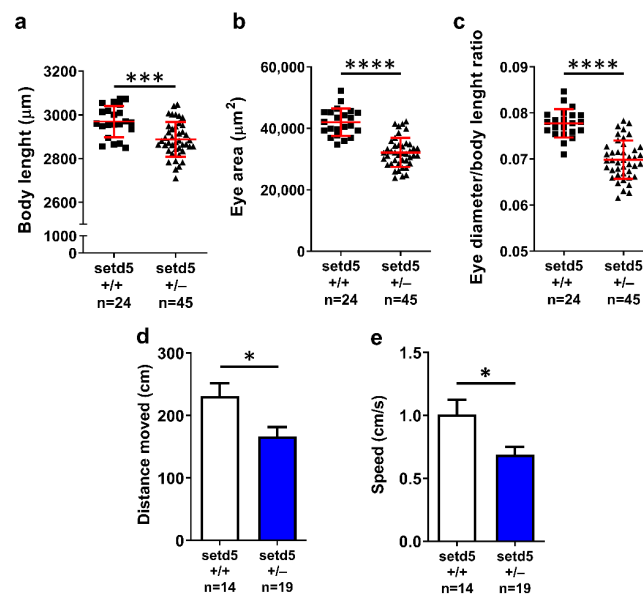 a
Body lenght (μm)
3200
3000
2800
2600
1000
0
***
setd5
+/+
n=24
setd5
+/−
n=45
b
Eye area (μm²)
60,000
40,000
20,000
0
****
setd5
+/+
n=24
setd5
+/−
n=45
c
Eye diameter/body lenght ratio
0.09
0.08
0.07
0.06
0.05
****
setd5
+/+
n=24
setd5
+/−
n=45
d
Distance moved (cm)
300
200
100
0
*
setd5
+/+
n=14
setd5
+/−
n=19
e
Speed (cm/s)
1.5
1.0
0.5
0.0
*
setd5
+/+
n=14
setd5
+/−
n=19